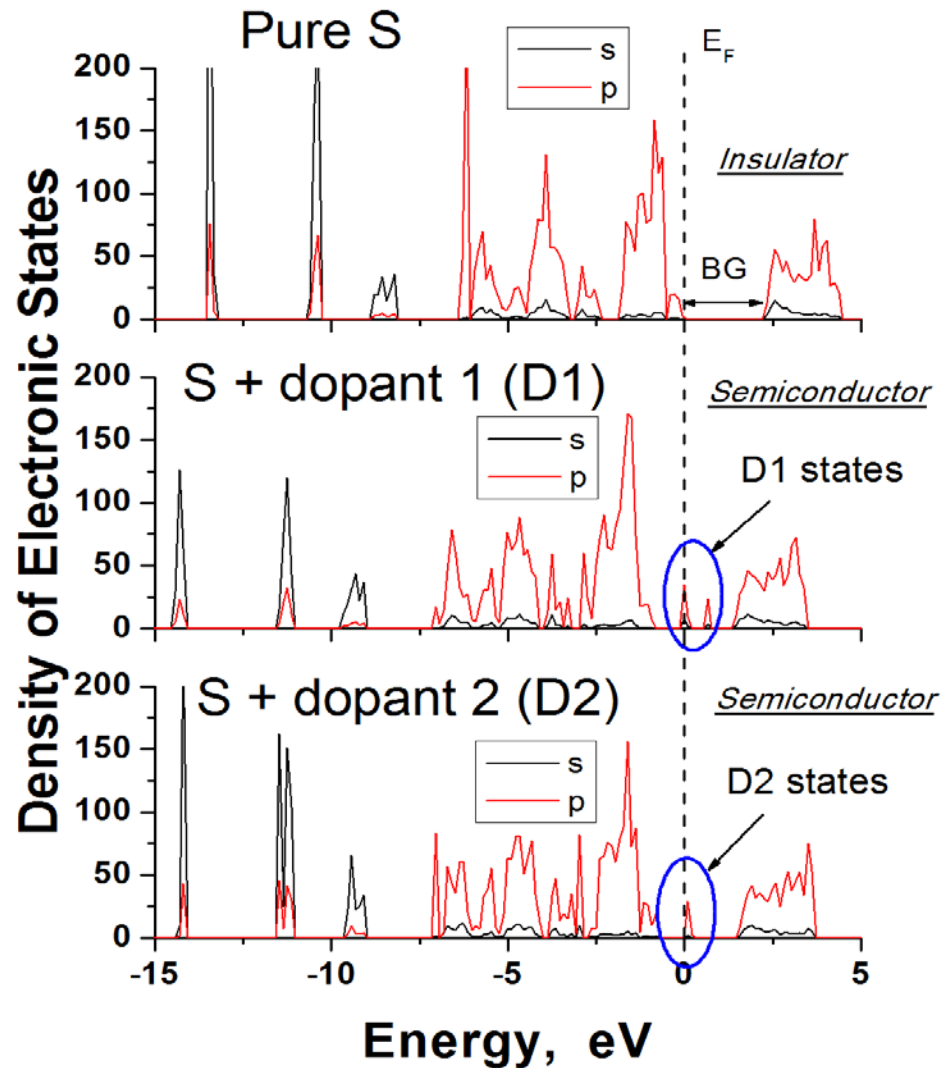 Pure S
s
p
E_F
Insulator
BG
200
150
100
50
0
S + dopant 1 (D1)
s
p
Semiconductor
D1 states
200
150
100
50
0
S + dopant 2 (D2)
s
p
Semiconductor
D2 states
200
150
100
50
0
-15
-10
-5
0
5
Density of Electronic States
Energy, eV